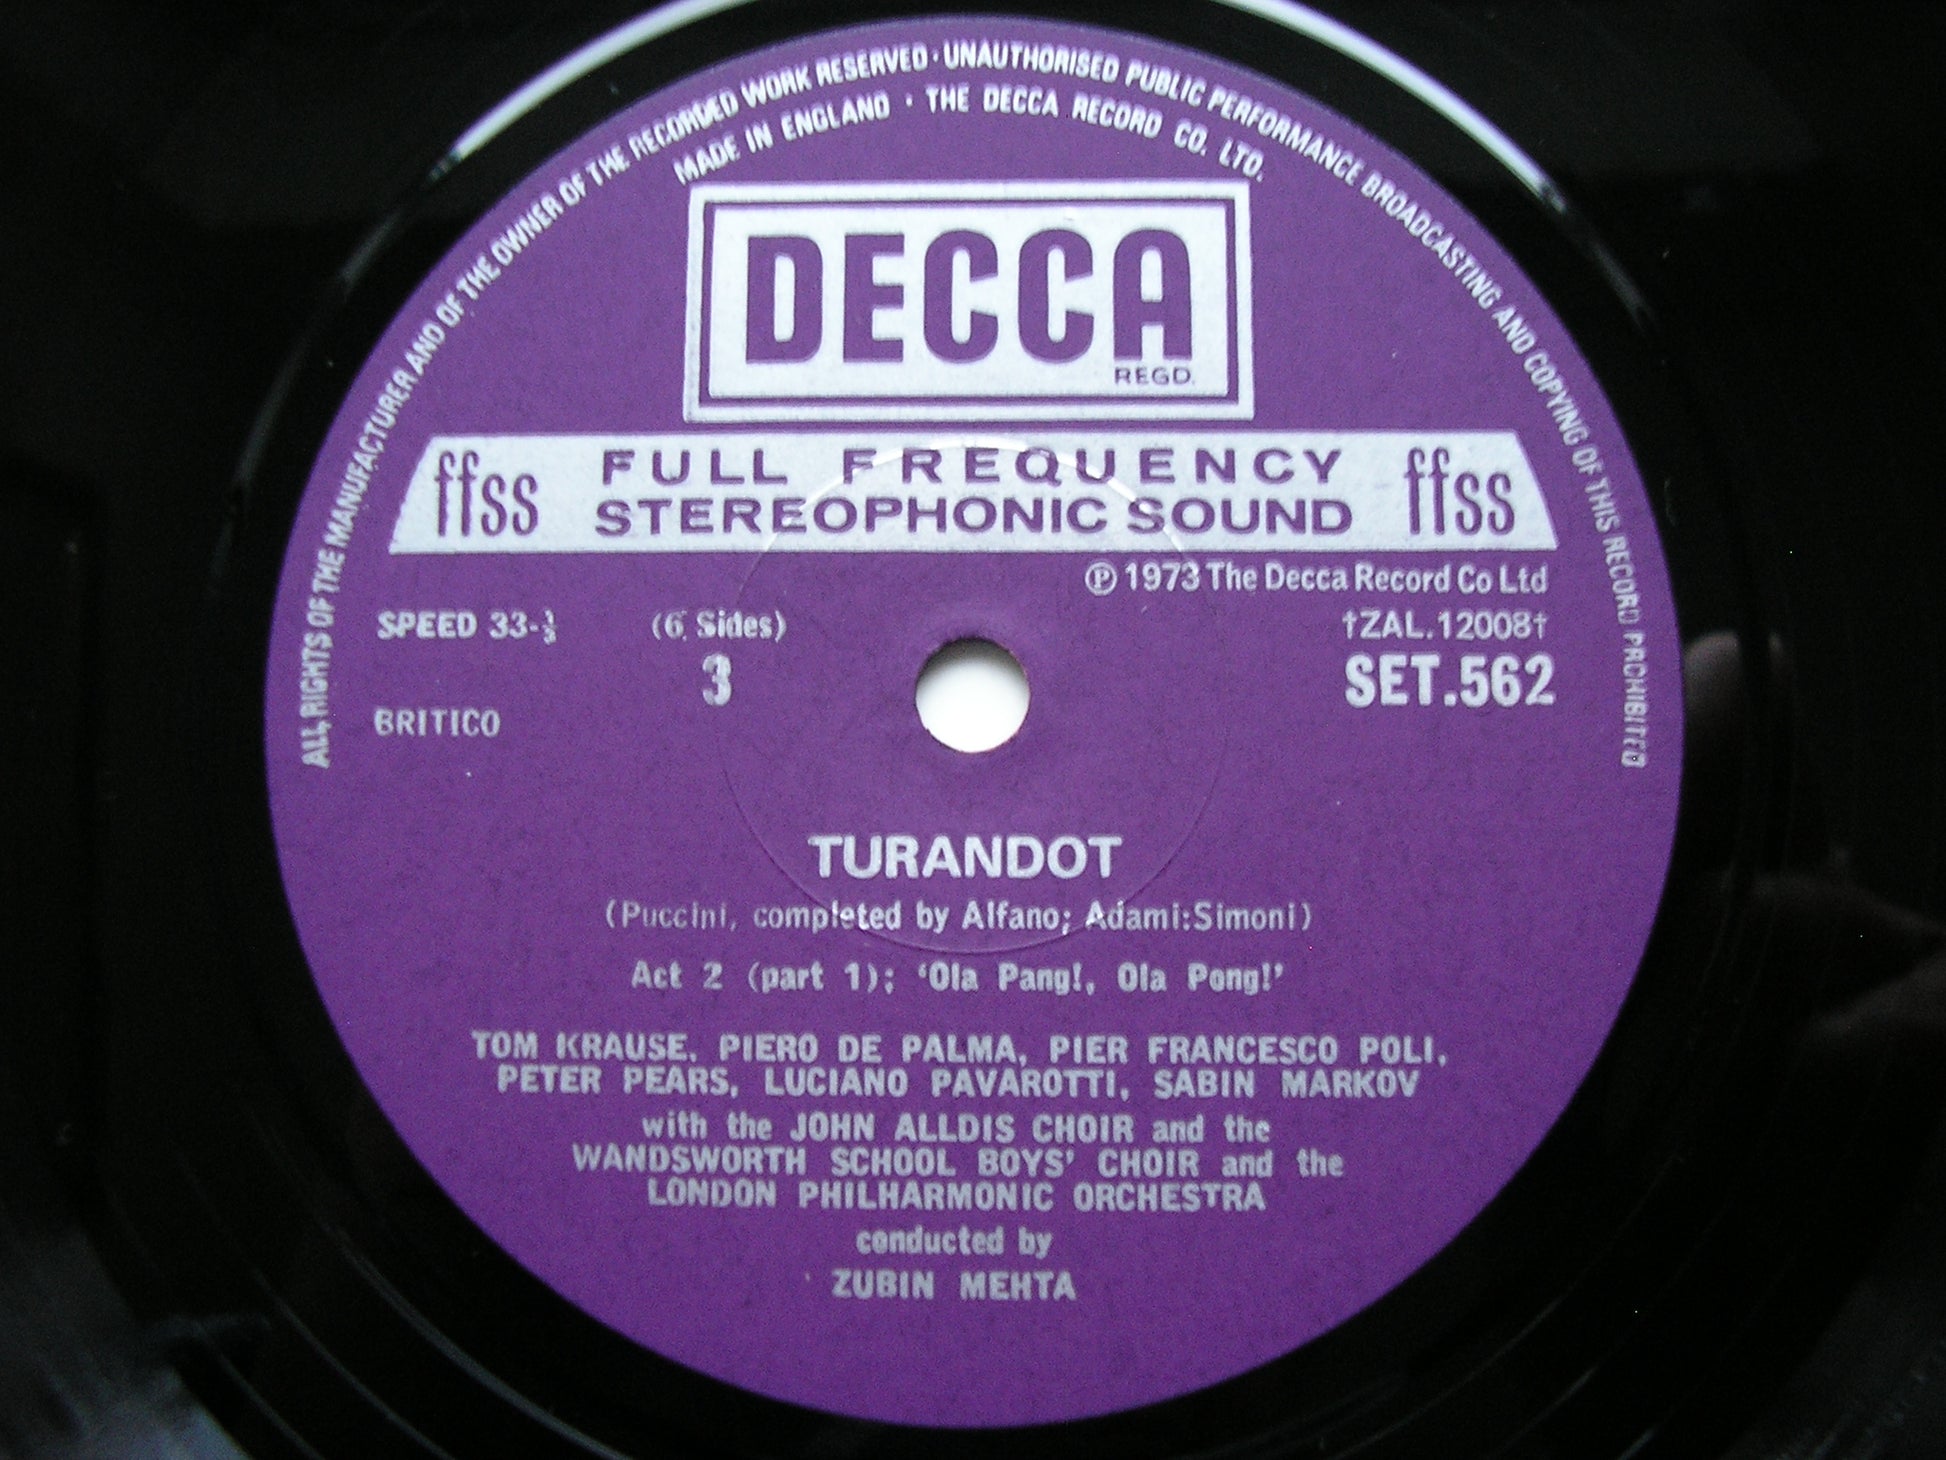 ALL RIGHTS OF THE MANUFACTURER AND OF THE OWNER OF THE RECORDED WORK RESERVED · UNAUTHORISED PUBLIC PERFORMANCE BROADCASTING AND COPYING OF THIS RECORD PROHIBITED
MADE IN ENGLAND · THE DECCA RECORD CO. LTD.
DECCA
REGD.
ffss FULL FREQUENCY ffss
STEREOPHONIC SOUND
℗ 1973 The Decca Record Co Ltd
SPEED 33-⅓ (6 Sides) †ZAL.12008†
3 SET.562
BRITICO
TURANDOT
(Puccini, completed by Alfano; Adami:Simoni)
Act 2 (part 1); 'Ola Pang!, Ola Pong!'
TOM KRAUSE, PIERO DE PALMA, PIER FRANCESCO POLI,
PETER PEARS, LUCIANO PAVAROTTI, SABIN MARKOV
with the JOHN ALLDIS CHOIR and the
WANDSWORTH SCHOOL BOYS' CHOIR and the
LONDON PHILHARMONIC ORCHESTRA
conducted by
ZUBIN MEHTA